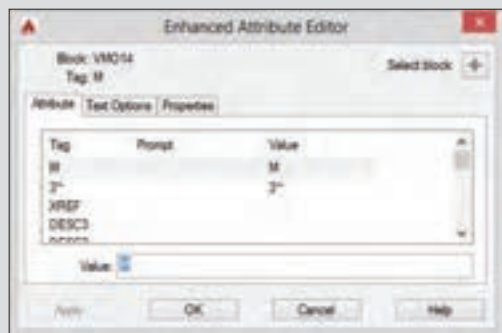 Enhanced Attribute Editor
Block: VMO14
Tag: M
Select block
Attribute Text Options Properties
Tag Prompt Value
M M
3~ 3~
XREF
DESC3
Value:
Apply OK Cancel Help